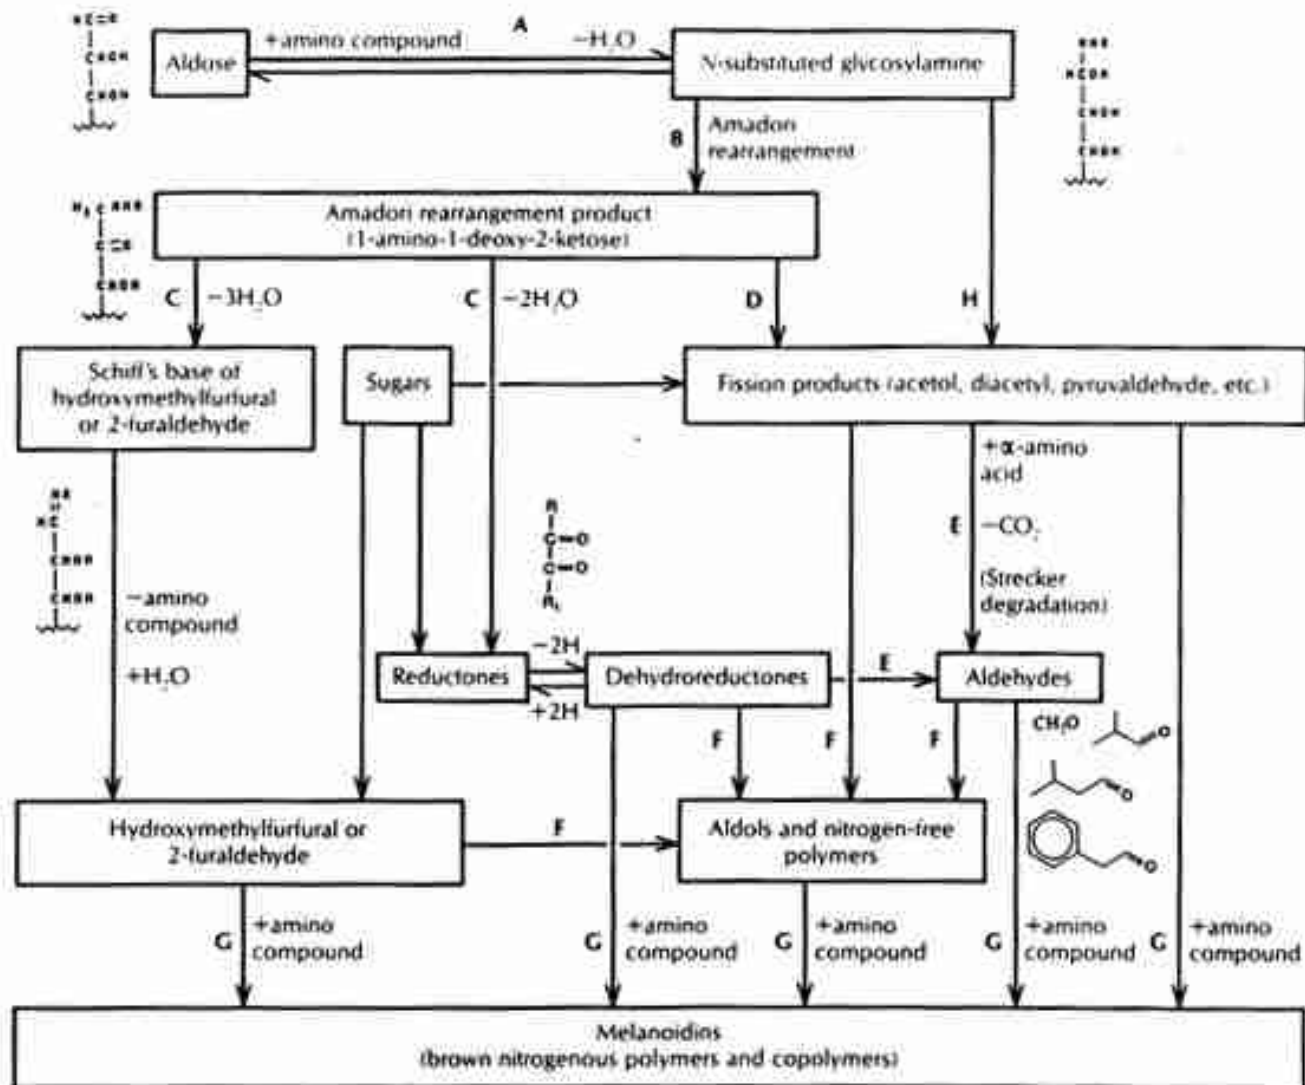 A
+amino compound
−H₂O
Aldose
N-substituted glycosylamine
B
Amadori
rearrangement
Amadori rearrangement product
(1-amino-1-deoxy-2-ketose)
C
−3H₂O
C
−2H₂O
D
H
Schiff's base of
hydroxymethylfurfural
or 2-furaldehyde
Sugars
Fission products (acetol, diacetyl, pyruvaldehyde, etc.)
+α-amino
acid
E
−CO₂
(Strecker
degradation)
R
C=O
C=O
R₁
−amino
compound
+H₂O
Reductones
−2H
+2H
Dehydroreductones
E
Aldehydes
CH₂O
O
O
O
F
F
F
Hydroxymethylfurfural or
2-furaldehyde
F
Aldols and nitrogen-free
polymers
G
+amino
compound
G
+amino
compound
G
+amino
compound
G
+amino
compound
G
+amino
compound
Melanoidins
(brown nitrogenous polymers and copolymers)